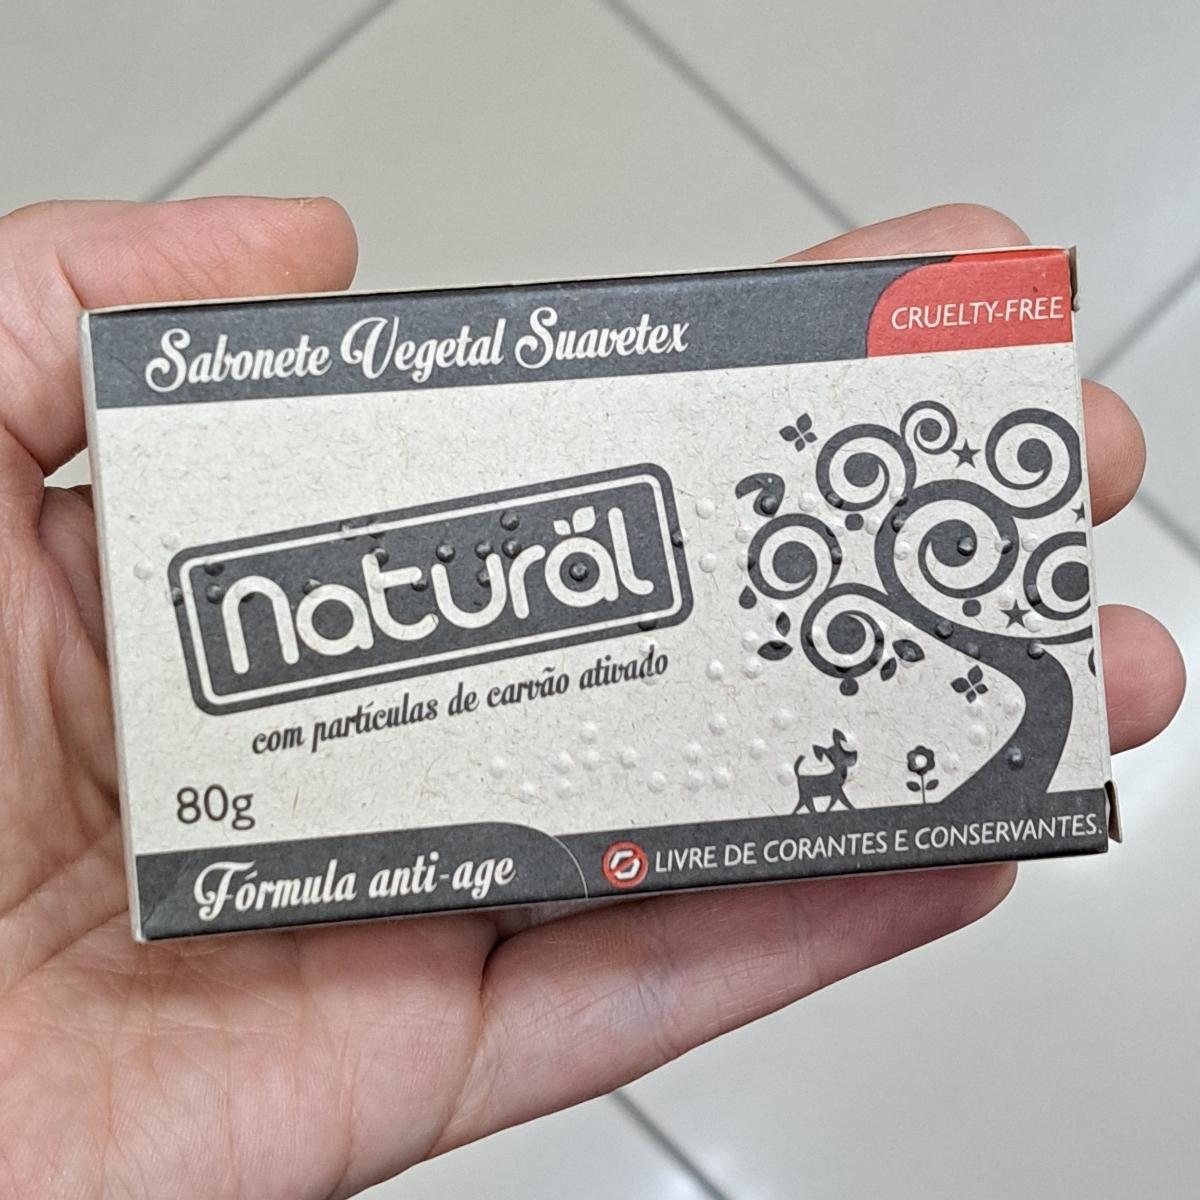 Sabonete Vegetal Suavetex
CRUELTY-FREE
naturäl
com partículas de carvão ativado
80g
Fórmula anti-age
LIVRE DE CORANTES E CONSERVANTES.